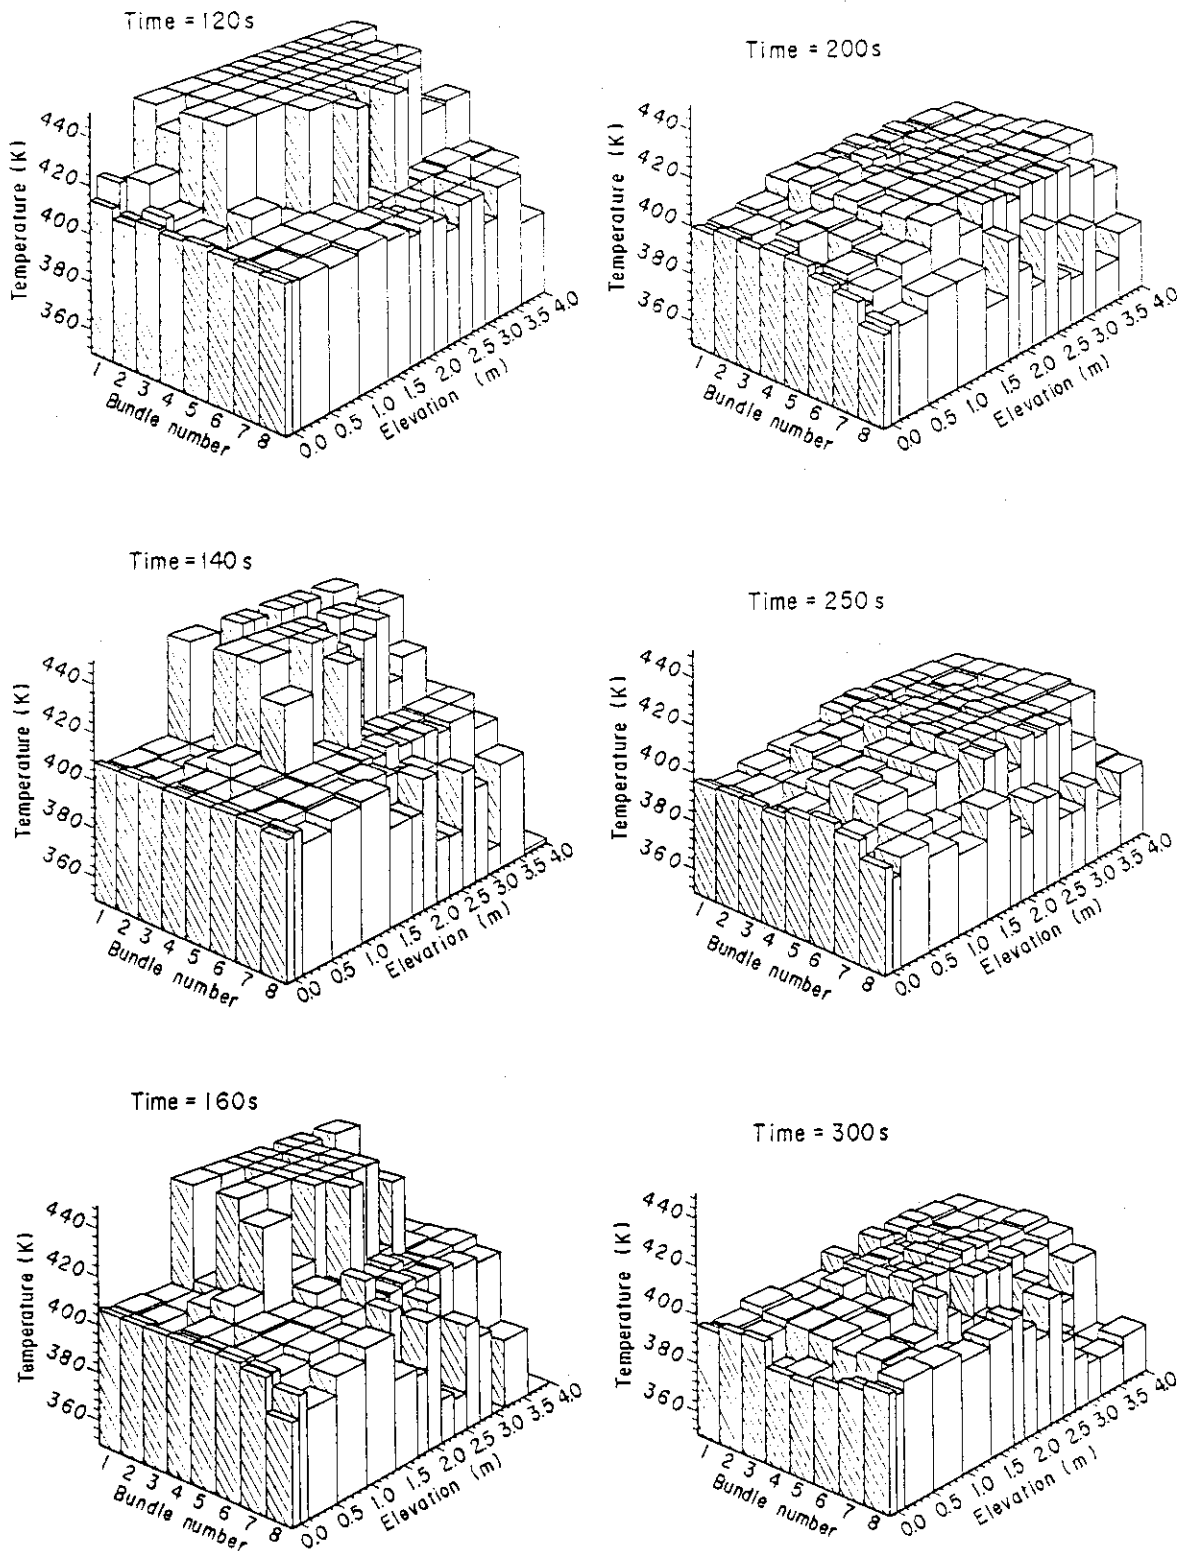 Time = 120s
Temperature (K)
440
420
400
380
360
1 2 3 4 5 6 7 8
Bundle number
0.0 0.5 1.0 1.5 2.0 2.5 3.0 3.5 4.0
Elevation (m)
Time = 200s
Temperature (K)
440
420
400
380
360
1 2 3 4 5 6 7 8
Bundle number
0.0 0.5 1.0 1.5 2.0 2.5 3.0 3.5 4.0
Elevation (m)
Time = 140s
Temperature (K)
440
420
400
380
360
1 2 3 4 5 6 7 8
Bundle number
0.0 0.5 1.0 1.5 2.0 2.5 3.0 3.5 4.0
Elevation (m)
Time = 250s
Temperature (K)
440
420
400
380
360
1 2 3 4 5 6 7 8
Bundle number
0.0 0.5 1.0 1.5 2.0 2.5 3.0 3.5 4.0
Elevation (m)
Time = 160s
Temperature (K)
440
420
400
380
360
1 2 3 4 5 6 7 8
Bundle number
0.0 0.5 1.0 1.5 2.0 2.5 3.0 3.5 4.0
Elevation (m)
Time = 300s
Temperature (K)
440
420
400
380
360
1 2 3 4 5 6 7 8
Bundle number
0.0 0.5 1.0 1.5 2.0 2.5 3.0 3.5 4.0
Elevation (m)